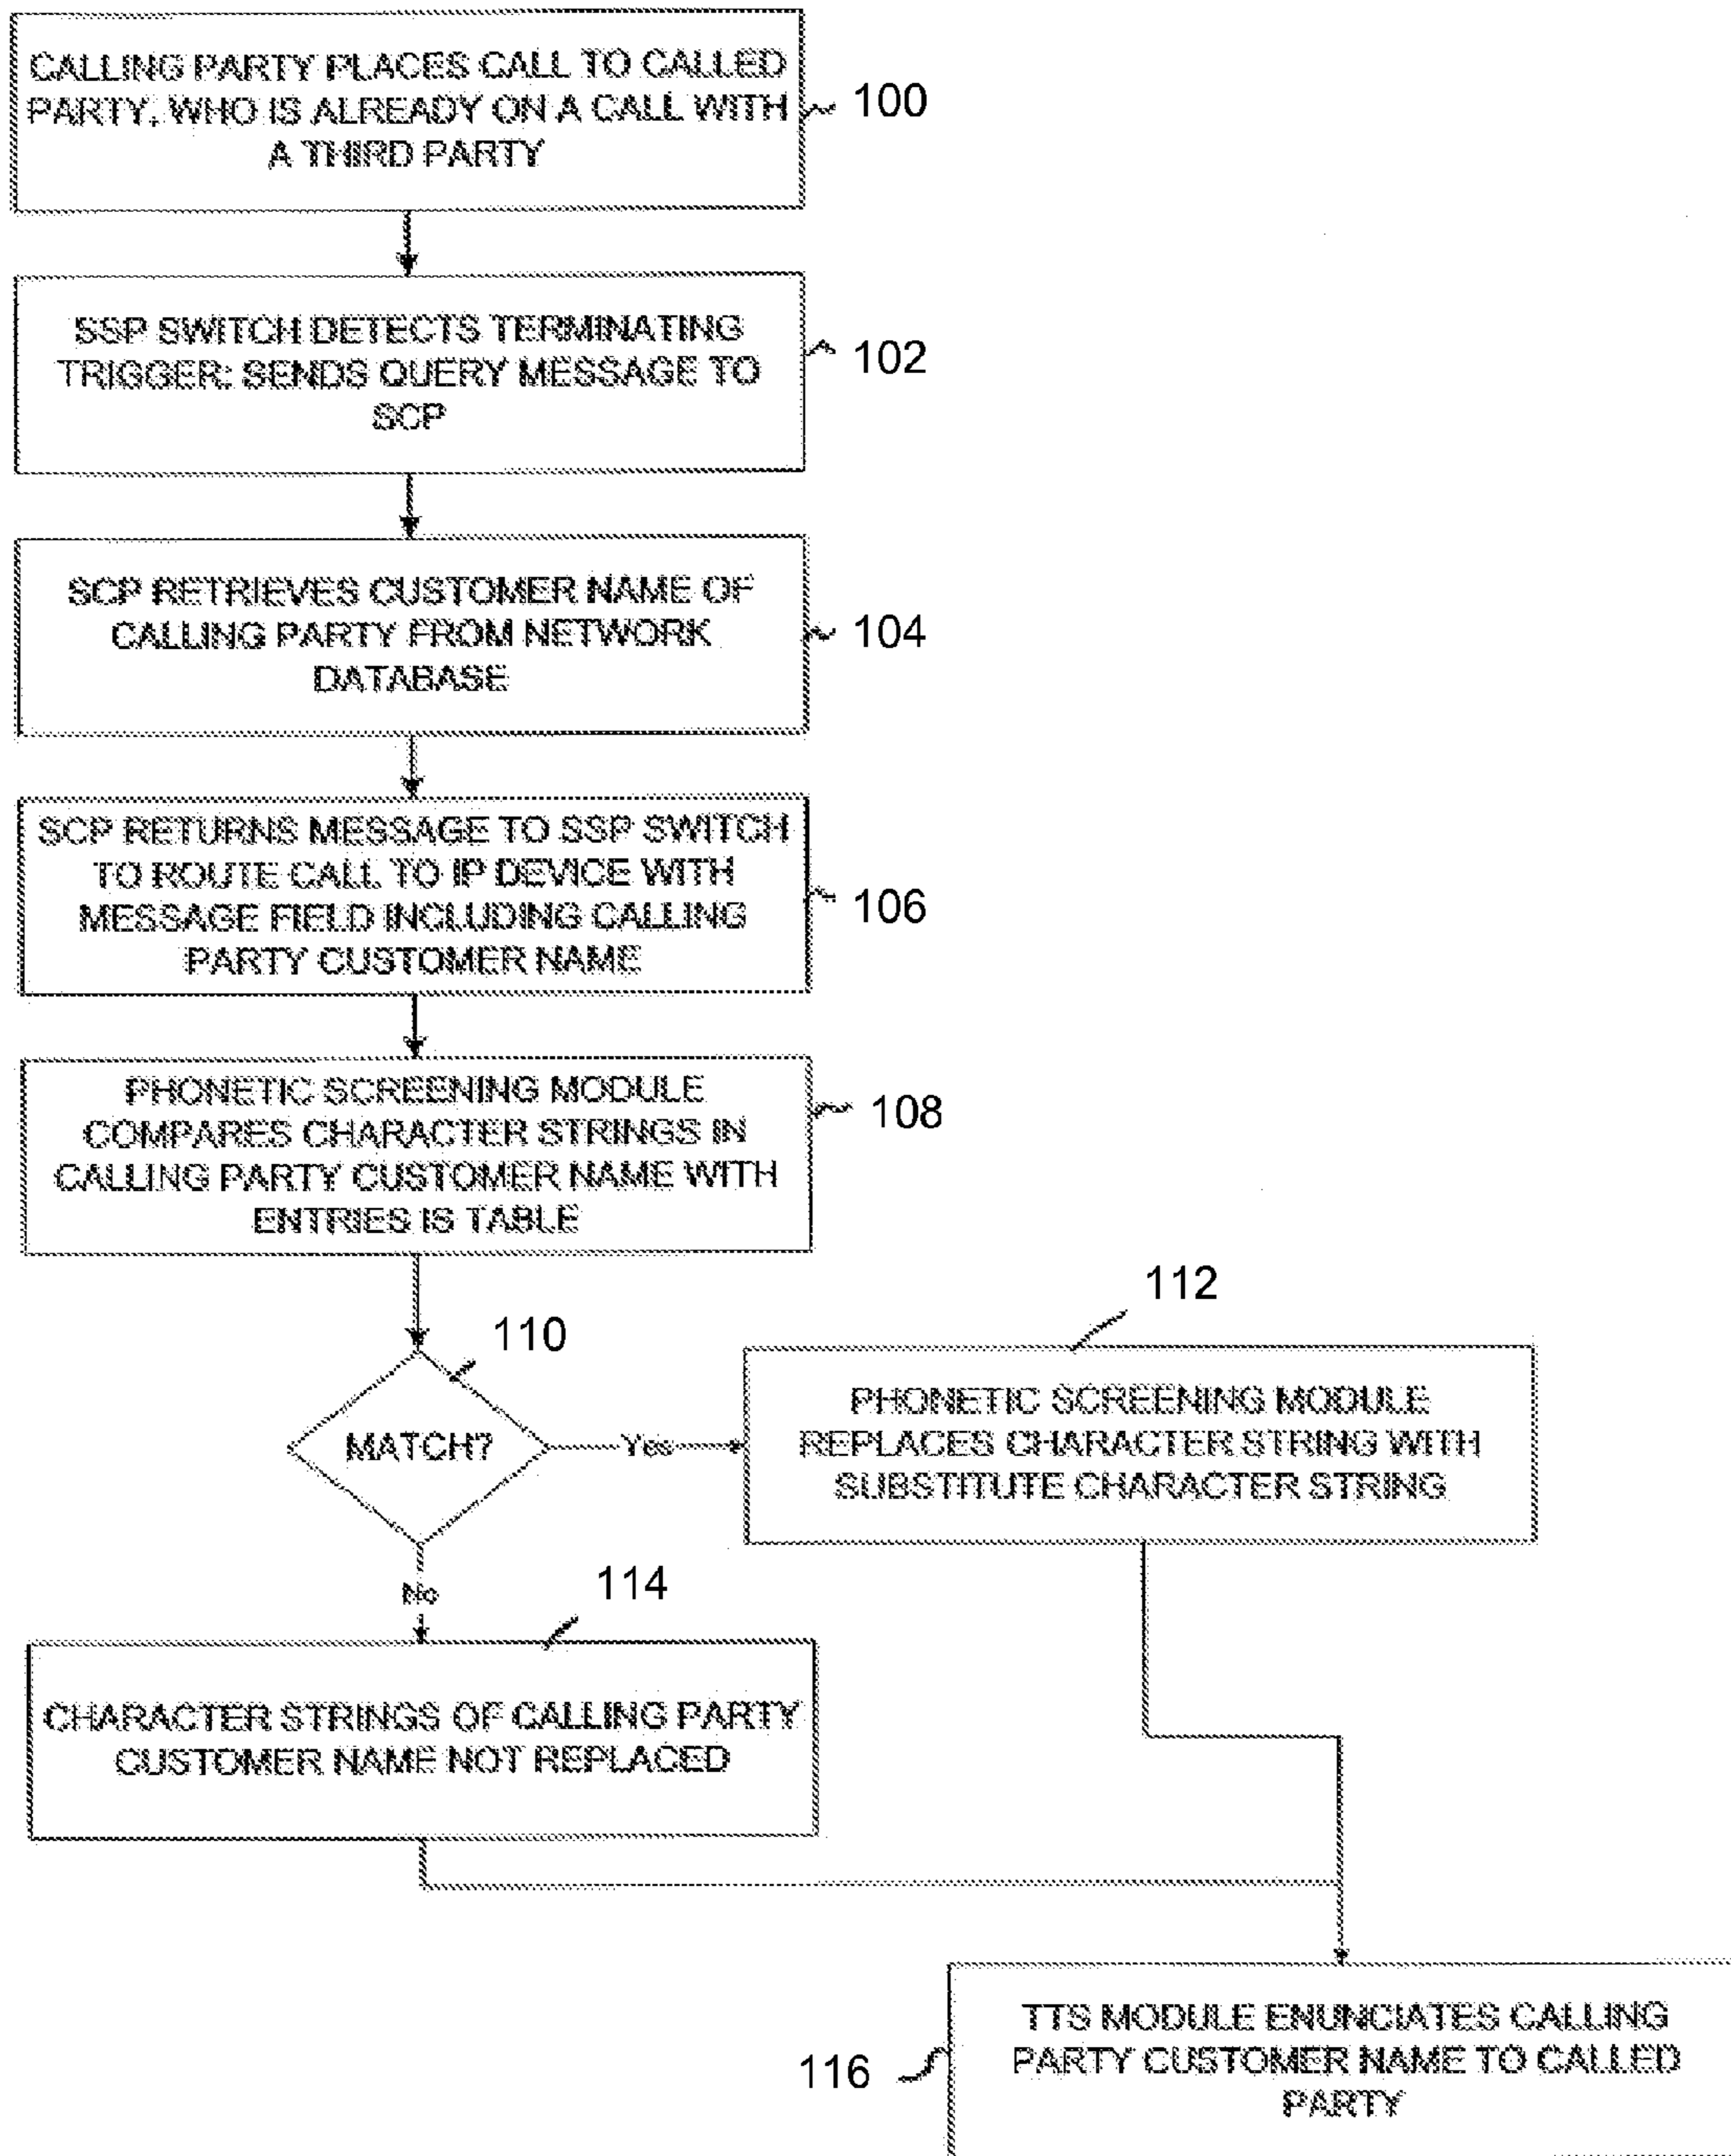 CALLING PARTY PLACES CALL TO CALLED
PARTY, WHO IS ALREADY ON A CALL WITH
A THIRD PARTY
100
SSP SWITCH DETECTS TERMINATING
TRIGGER; SENDS QUERY MESSAGE TO
SCP
102
SCP RETRIEVES CUSTOMER NAME OF
CALLING PARTY FROM NETWORK
DATABASE
104
SCP RETURNS MESSAGE TO SSP SWITCH
TO ROUTE CALL TO IP DEVICE WITH
MESSAGE FIELD INCLUDING CALLING
PARTY CUSTOMER NAME
106
PHONETIC SCREENING MODULE
COMPARES CHARACTER STRINGS IN
CALLING PARTY CUSTOMER NAME WITH
ENTRIES IS TABLE
108
110
MATCH?
Yes
112
PHONETIC SCREENING MODULE
REPLACES CHARACTER STRING WITH
SUBSTITUTE CHARACTER STRING
No
114
CHARACTER STRINGS OF CALLING PARTY
CUSTOMER NAME NOT REPLACED
TTS MODULE ENUNCIATES CALLING
PARTY CUSTOMER NAME TO CALLED
PARTY
116